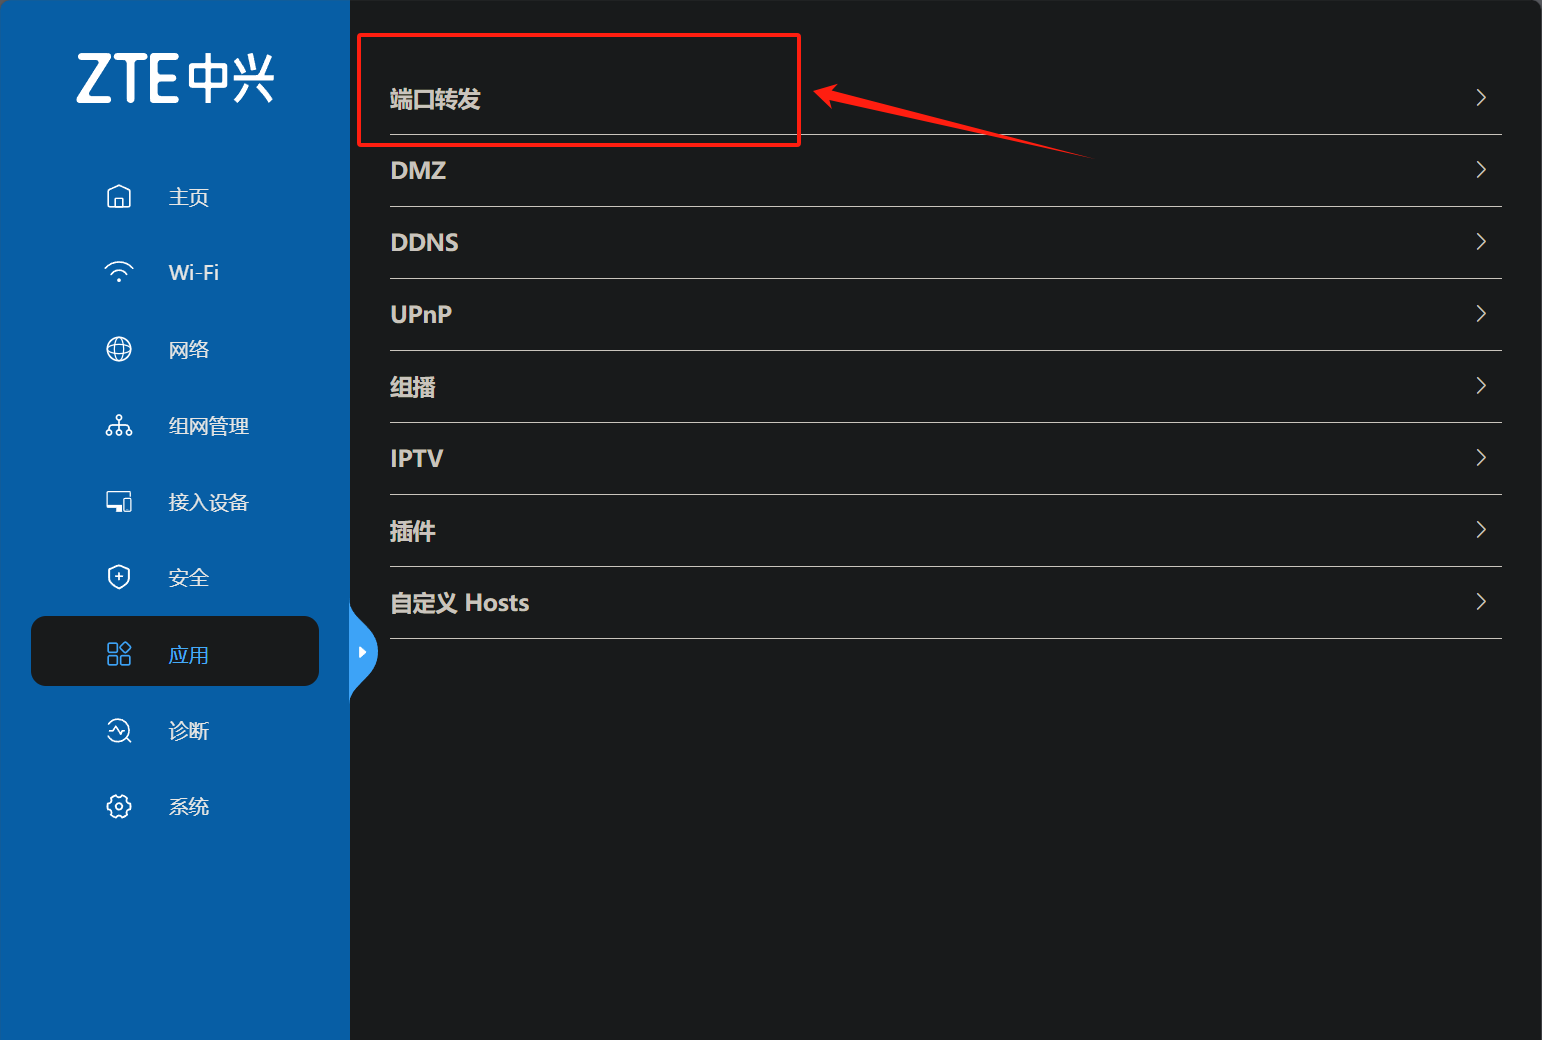 ZTE中兴
主页
Wi-Fi
网络
组网管理
接入设备
安全
应用
诊断
系统
端口转发
DMZ
DDNS
UPnP
组播
IPTV
插件
自定义 Hosts